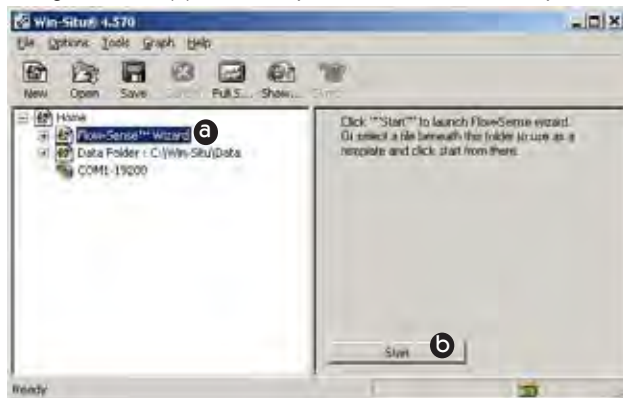 Win-Situ® 4.570
File Options Tools Graph Help
New Open Save Full S... Show...
Home
Flow-Sense™ Wizard a
Data Folder : C:\Win-Situ\Data
COM1-19200
Click ""Start"" to launch Flow-Sense wizard.
Or select a file beneath this folder to use as a
template and click start from there.
Start b
Ready